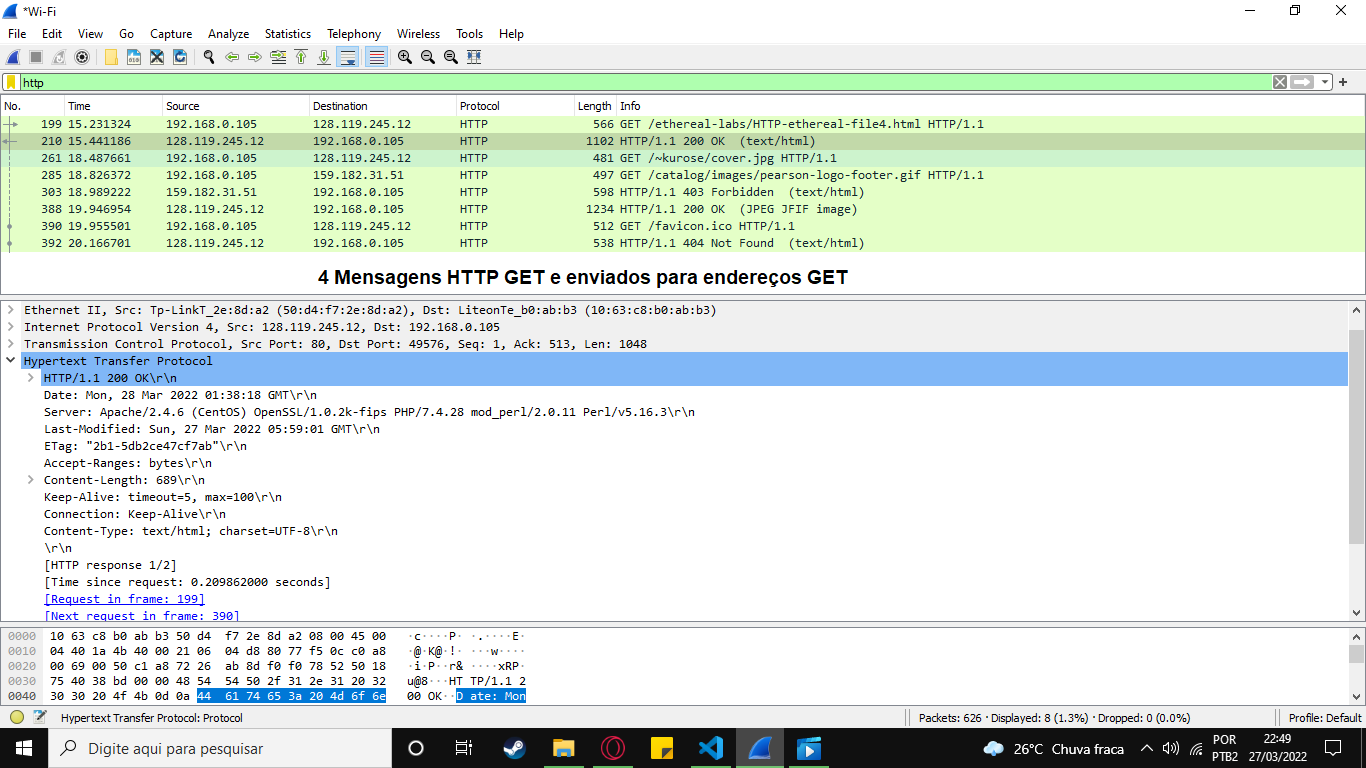 *Wi-Fi
File Edit View Go Capture Analyze Statistics Telephony Wireless Tools Help
http
No. Time Source Destination Protocol Length Info
199 15.231324 192.168.0.105 128.119.245.12 HTTP 566 GET /ethereal-labs/HTTP-ethereal-file4.html HTTP/1.1
210 15.441186 128.119.245.12 192.168.0.105 HTTP 1102 HTTP/1.1 200 OK (text/html)
261 18.487661 192.168.0.105 128.119.245.12 HTTP 481 GET /~kurose/cover.jpg HTTP/1.1
285 18.826372 192.168.0.105 159.182.31.51 HTTP 497 GET /catalog/images/pearson-logo-footer.gif HTTP/1.1
303 18.989222 159.182.31.51 192.168.0.105 HTTP 598 HTTP/1.1 403 Forbidden (text/html)
388 19.946954 128.119.245.12 192.168.0.105 HTTP 1234 HTTP/1.1 200 OK (JPEG JFIF image)
390 19.955501 192.168.0.105 128.119.245.12 HTTP 512 GET /favicon.ico HTTP/1.1
392 20.166701 128.119.245.12 192.168.0.105 HTTP 538 HTTP/1.1 404 Not Found (text/html)
4 Mensagens HTTP GET e enviados para endereços GET
Ethernet II, Src: Tp-LinkT_2e:8d:a2 (50:d4:f7:2e:8d:a2), Dst: LiteonTe_b0:ab:b3 (10:63:c8:b0:ab:b3)
Internet Protocol Version 4, Src: 128.119.245.12, Dst: 192.168.0.105
Transmission Control Protocol, Src Port: 80, Dst Port: 49576, Seq: 1, Ack: 513, Len: 1048
Hypertext Transfer Protocol
HTTP/1.1 200 OK\r\n
Date: Mon, 28 Mar 2022 01:38:18 GMT\r\n
Server: Apache/2.4.6 (CentOS) OpenSSL/1.0.2k-fips PHP/7.4.28 mod_perl/2.0.11 Perl/v5.16.3\r\n
Last-Modified: Sun, 27 Mar 2022 05:59:01 GMT\r\n
ETag: "2b1-5db2ce47cf7ab"\r\n
Accept-Ranges: bytes\r\n
Content-Length: 689\r\n
Keep-Alive: timeout=5, max=100\r\n
Connection: Keep-Alive\r\n
Content-Type: text/html; charset=UTF-8\r\n
\r\n
[HTTP response 1/2]
[Time since request: 0.209862000 seconds]
[Request in frame: 199]
[Next request in frame: 390]
0000 10 63 c8 b0 ab b3 50 d4 f7 2e 8d a2 08 00 45 00 ·c····P· ·.····E·
0010 04 40 1a 4b 40 00 21 06 04 d8 80 77 f5 0c c0 a8 ·@·K@·!· ···w····
0020 00 69 00 50 c1 a8 72 26 ab 8d f0 f0 78 52 50 18 ·i·P··r& ····xRP·
0030 75 40 38 bd 00 00 48 54 54 50 2f 31 2e 31 20 32 u@8···HT TP/1.1 2
0040 30 30 20 4f 4b 0d 0a 44 61 74 65 3a 20 4d 6f 6e 00 OK··D ate: Mon
Hypertext Transfer Protocol: Protocol
Packets: 626 · Displayed: 8 (1.3%) · Dropped: 0 (0.0%)
Profile: Default
Digite aqui para pesquisar
26°C Chuva fraca
POR
PTB2
22:49
27/03/2022